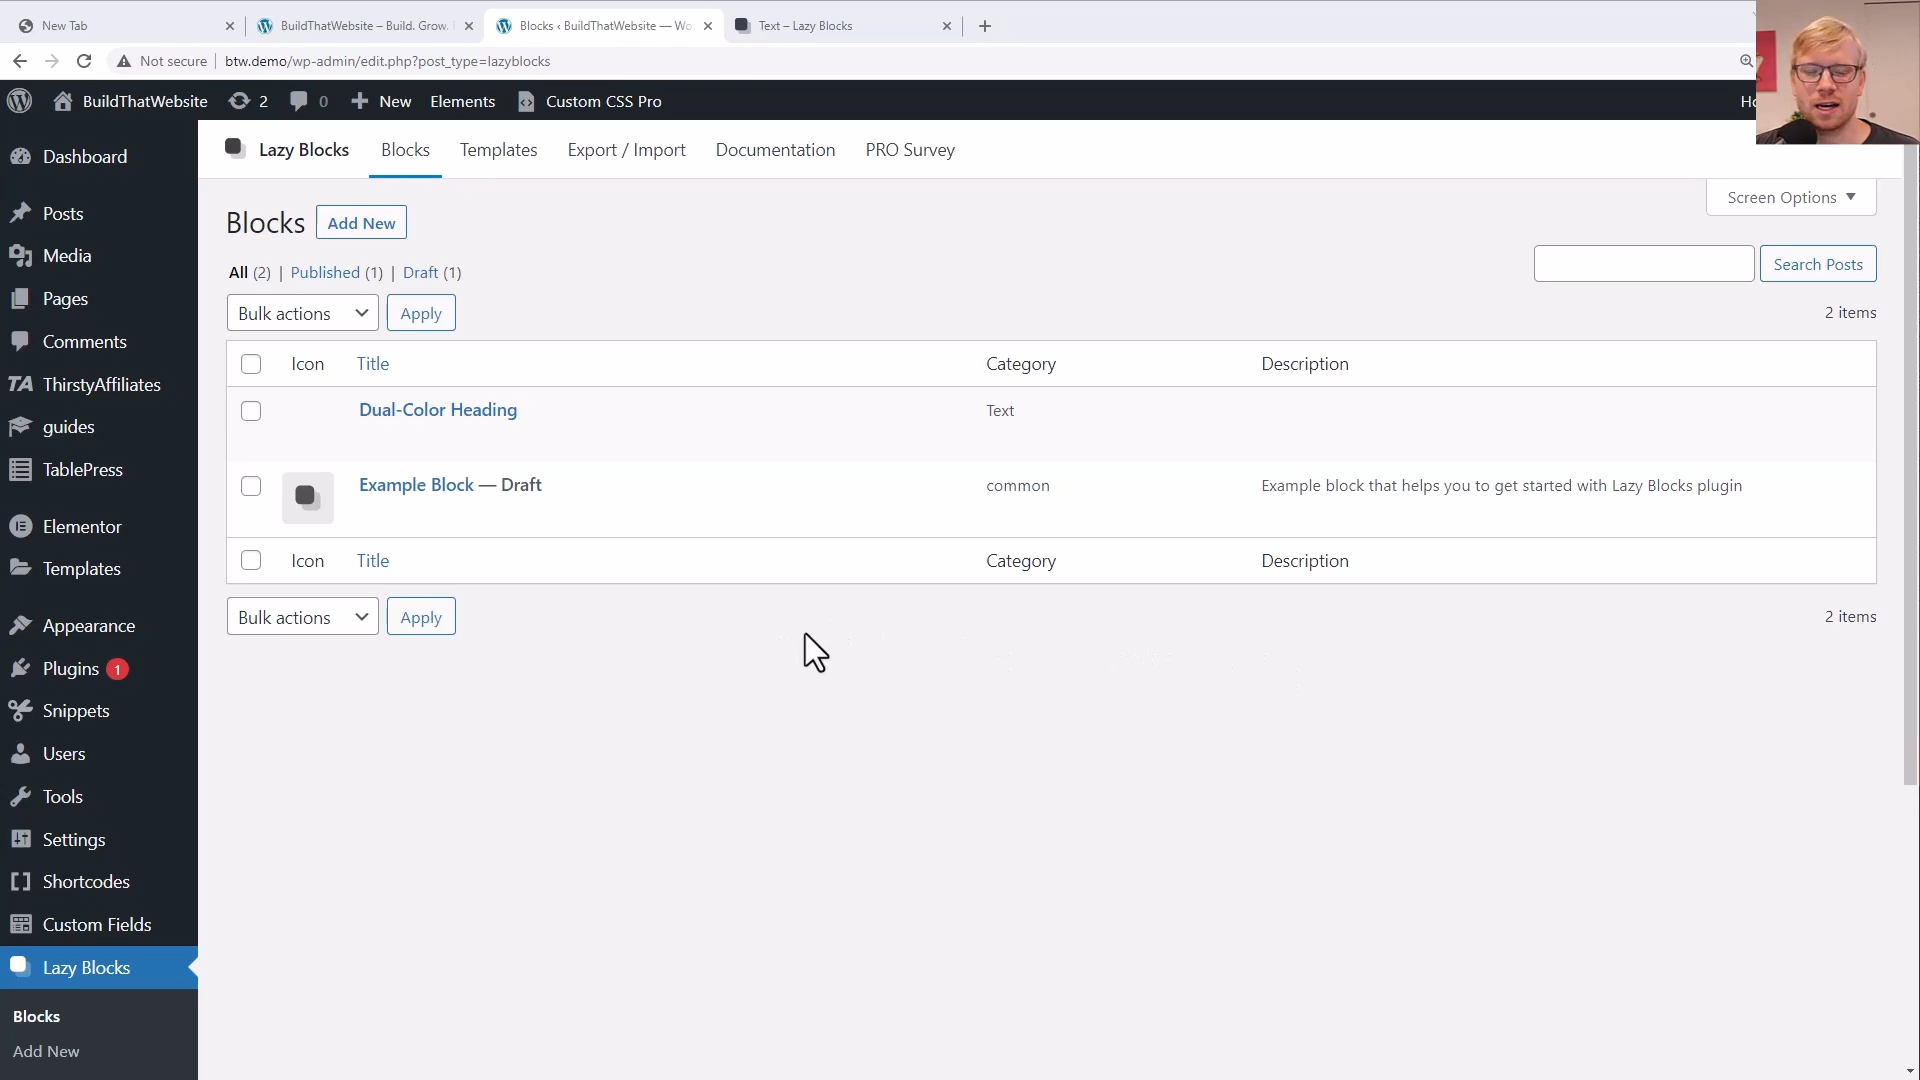 New Tab
BuildThatWebsite – Build. Grow.
Blocks ‹ BuildThatWebsite — Wo
Text – Lazy Blocks
Not secure
btw.demo/wp-admin/edit.php?post_type=lazyblocks
BuildThatWebsite
2
0
New
Elements
Custom CSS Pro
Ho
Dashboard
Posts
Media
Pages
Comments
TA ThirstyAffiliates
guides
TablePress
Elementor
Templates
Appearance
Plugins 1
Snippets
Users
Tools
Settings
Shortcodes
Custom Fields
Lazy Blocks
Blocks
Add New
Lazy Blocks
Blocks
Templates
Export / Import
Documentation
PRO Survey
Screen Options
Blocks
Add New
All (2) | Published (1) | Draft (1)
Search Posts
Bulk actions
Apply
2 items
Icon Title Category Description
Dual-Color Heading Text
Example Block — Draft common Example block that helps you to get started with Lazy Blocks plugin
Icon Title Category Description
Bulk actions
Apply
2 items